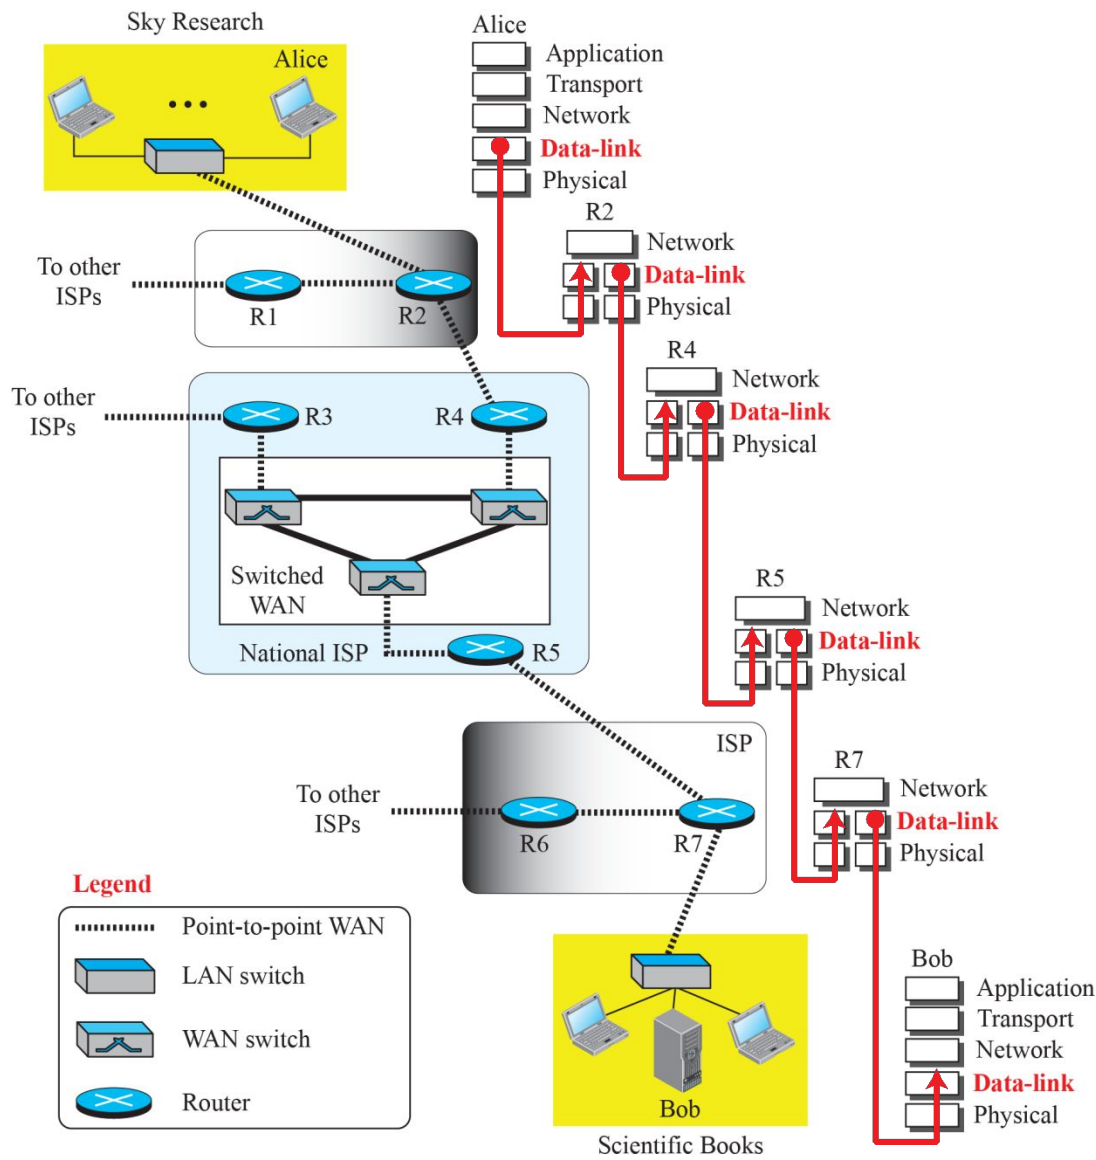 Sky Research
Alice
To other
ISPs
R1
R2
To other
ISPs
R3
R4
Switched
WAN
National ISP
R5
ISP
To other
ISPs
R6
R7
Bob
Scientific Books
Legend
Point-to-point WAN
LAN switch
WAN switch
Router
Alice
Application
Transport
Network
Data-link
Physical
R2
Network
Data-link
Physical
R4
Network
Data-link
Physical
R5
Network
Data-link
Physical
R7
Network
Data-link
Physical
Bob
Application
Transport
Network
Data-link
Physical